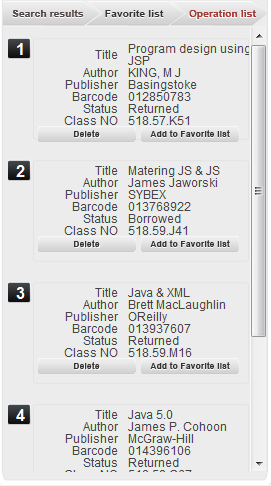 Search results Favorite list Operation list
1
Title Program design using
JSP
Author KING, M J
Publisher Basingstoke
Barcode 012850783
Status Returned
Class NO 518.57.K51
Delete Add to Favorite list
2
Title Matering JS & JS
Author James Jaworski
Publisher SYBEX
Barcode 013768922
Status Borrowed
Class NO 518.59.J41
Delete Add to Favorite list
3
Title Java & XML
Author Brett MacLaughlin
Publisher OReilly
Barcode 013937607
Status Returned
Class NO 518.59.M16
Delete Add to Favorite list
4
Title Java 5.0
Author James P. Cohoon
Publisher McGraw-Hill
Barcode 014396106
Status Returned
Class NO